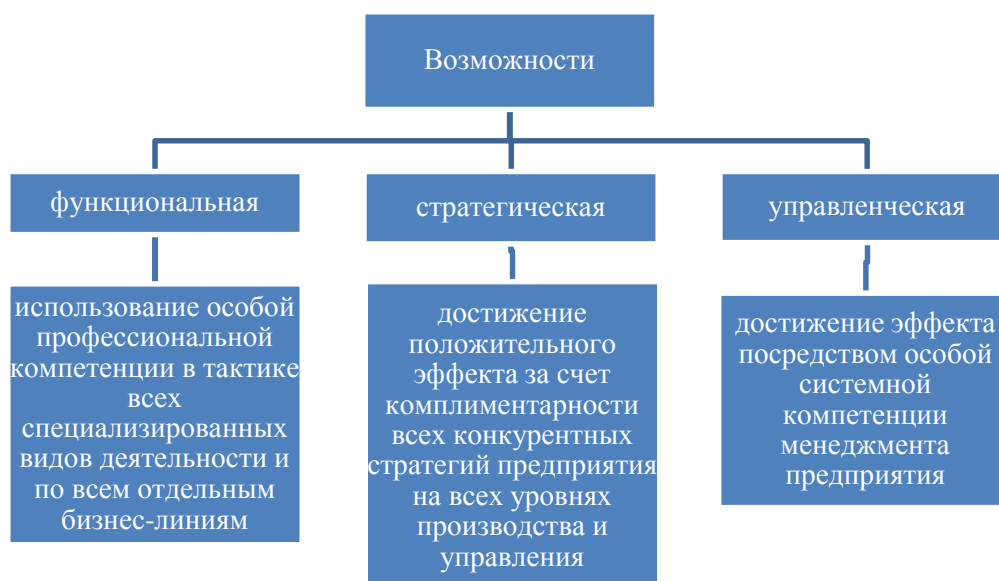 Возможности
функциональная
стратегическая
управленческая
использование особой
профессиональной
компетенции в тактике
всех
специализированных
видов деятельности и
по всем отдельным
бизнес-линиям
достижение
положительного
эффекта за счет
комплиментарности
всех конкурентных
стратегий предприятия
на всех уровнях
производства и
управления
достижение эффекта
посредством особой
системной
компетенции
менеджмента
предприятия